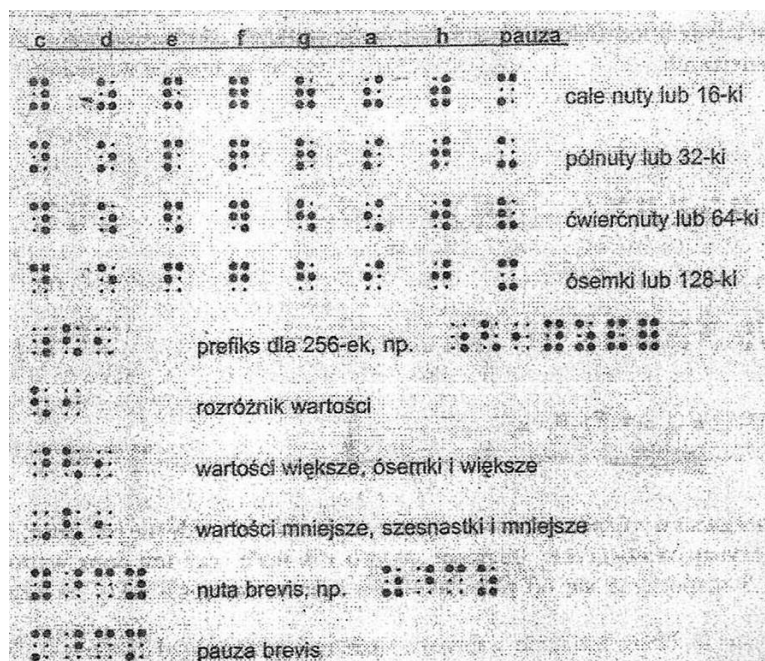 c d e f g a h pauza
całe nuty lub 16-ki
półnuty lub 32-ki
ćwierćnuty lub 64-ki
ósemki lub 128-ki
prefiks dla 256-ek, np.
rozróżnik wartości
wartości większe, ósemki i większe
wartości mniejsze, szesnastki i mniejsze
nuta brevis, np.
pauza brevis